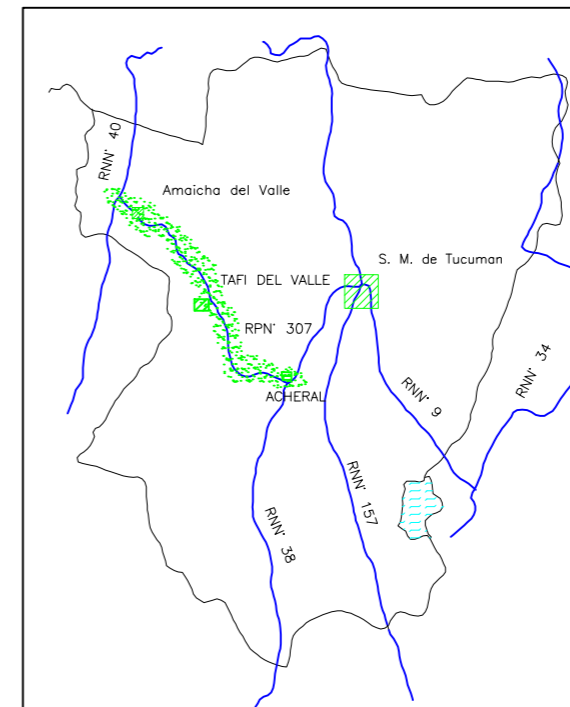 RNN° 40
Amaicha del Valle
S. M. de Tucuman
TAFI DEL VALLE
RPN° 307
ACHERAL
RNN° 9
RNN° 34
RNN° 157
RNN° 38